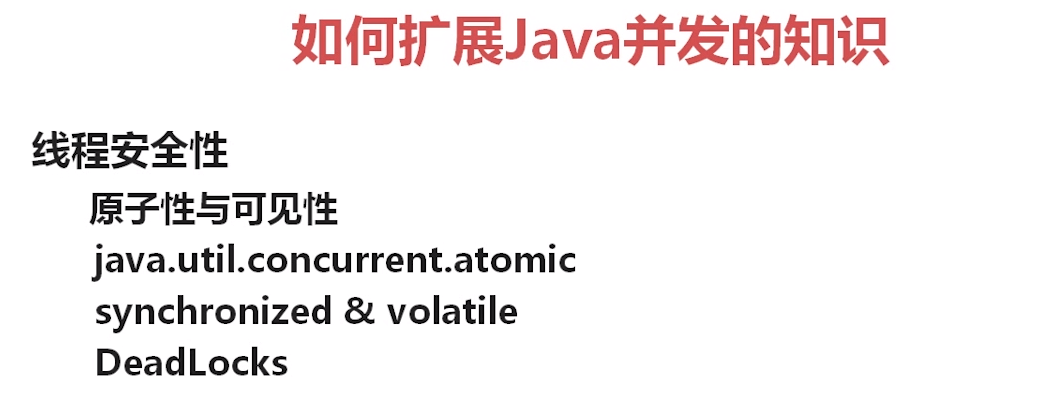 如何扩展Java并发的知识
线程安全性
原子性与可见性
java.util.concurrent.atomic
synchronized & volatile
DeadLocks